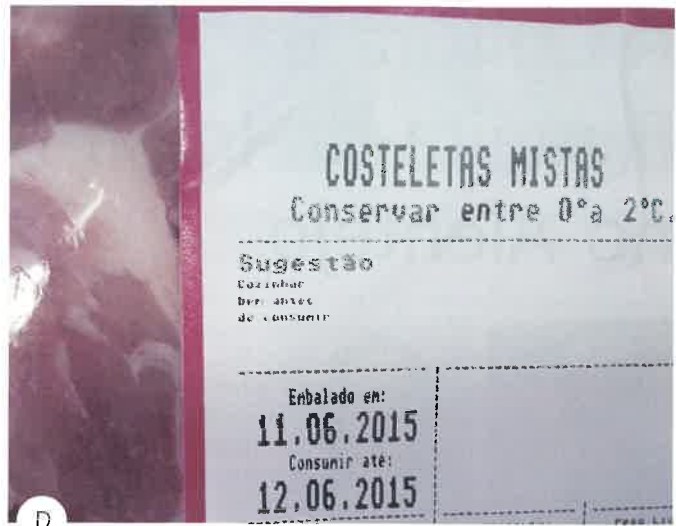 COSTELETAS MISTAS
Conservar entre 0°a 2°C.
Sugestão
Cozinhar
bem antes
de consumir
Embalado em:
11.06.2015
Consumir até:
12.06.2015
D